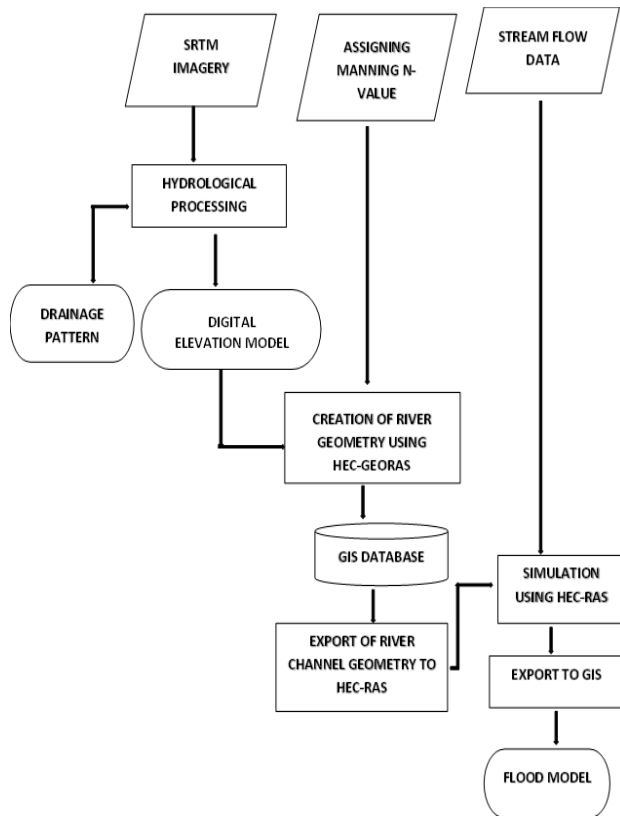 SRTM
IMAGERY
ASSIGNING
MANNING N-
VALUE
STREAM FLOW
DATA
HYDROLOGICAL
PROCESSING
DRAINAGE
PATTERN
DIGITAL
ELEVATION MODEL
CREATION OF RIVER
GEOMETRY USING
HEC-GEORAS
GIS DATABASE
SIMULATION
USING HEC-RAS
EXPORT OF RIVER
CHANNEL GEOMETRY TO
HEC-RAS
EXPORT TO GIS
FLOOD MODEL